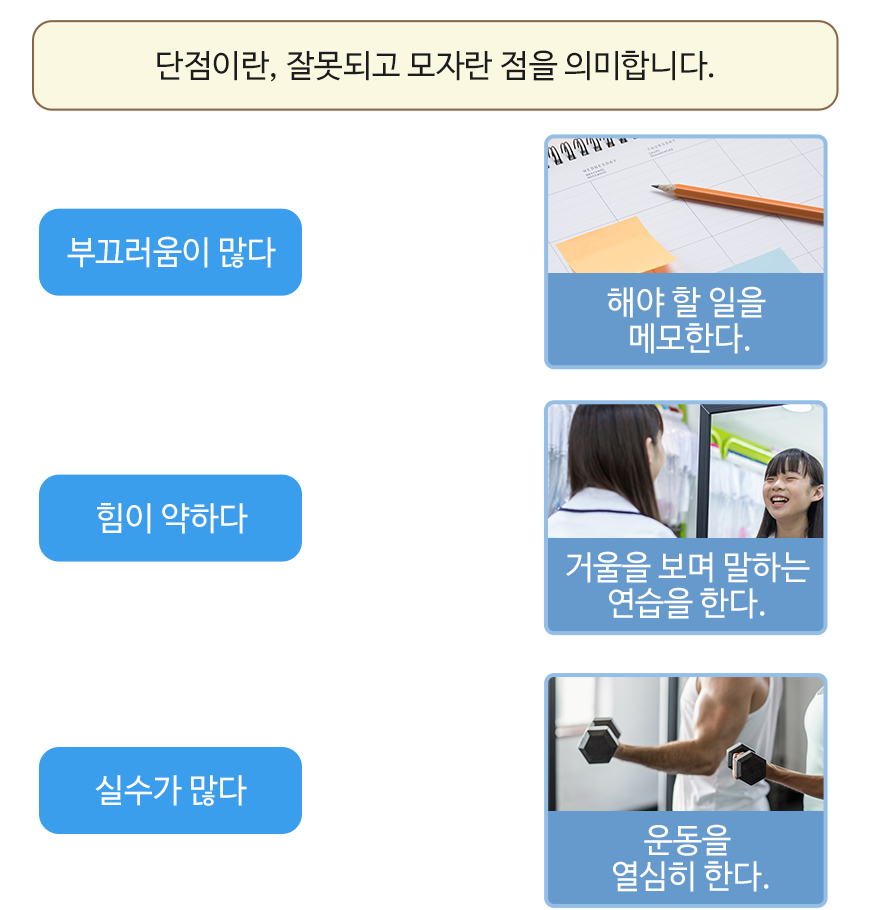 단점이란, 잘못되고 모자란 점을 의미합니다.
부끄러움이 많다
WEDNESDAY
THURSDAY
해야 할 일을
메모한다.
힘이 약하다
거울을 보며 말하는
연습을 한다.
실수가 많다
운동을
열심히 한다.